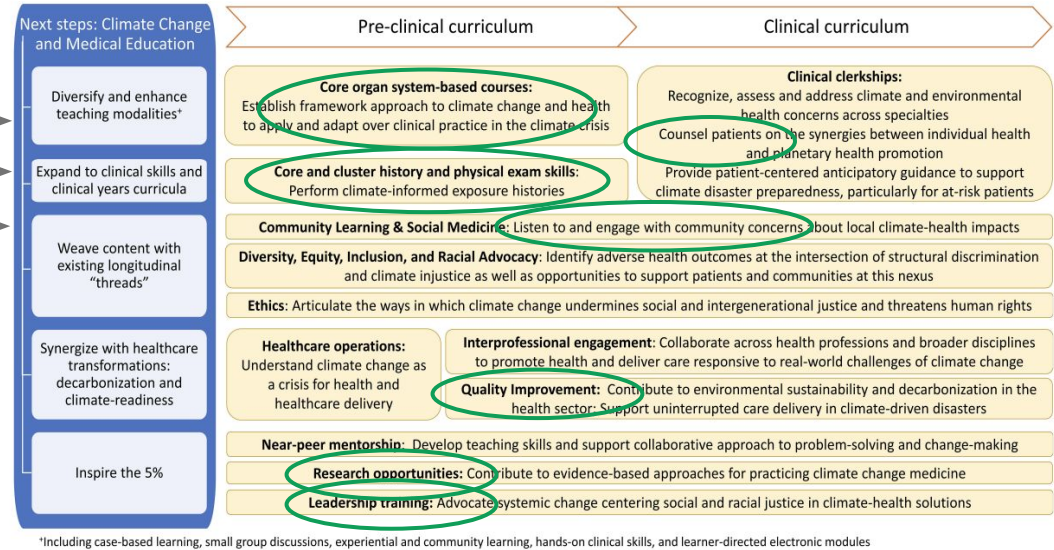 Next steps: Climate Change
and Medical Education
Pre-clinical curriculum
Clinical curriculum
Diversify and enhance
teaching modalities⁺
Core organ system-based courses:
Establish framework approach to climate change and health
to apply and adapt over clinical practice in the climate crisis
Clinical clerkships:
Recognize, assess and address climate and environmental
health concerns across specialties
Counsel patients on the synergies between individual health
and planetary health promotion
Provide patient-centered anticipatory guidance to support
climate disaster preparedness, particularly for at-risk patients
Expand to clinical skills and
clinical years curricula
Core and cluster history and physical exam skills:
Perform climate-informed exposure histories
Weave content with
existing longitudinal
“threads”
Community Learning & Social Medicine: Listen to and engage with community concerns about local climate-health impacts
Diversity, Equity, Inclusion, and Racial Advocacy: Identify adverse health outcomes at the intersection of structural discrimination
and climate injustice as well as opportunities to support patients and communities at this nexus
Ethics: Articulate the ways in which climate change undermines social and intergenerational justice and threatens human rights
Synergize with healthcare
transformations:
decarbonization and
climate-readiness
Healthcare operations:
Understand climate change as
a crisis for health and
healthcare delivery
Interprofessional engagement: Collaborate across health professions and broader disciplines
to promote health and deliver care responsive to real-world challenges of climate change
Quality Improvement: Contribute to environmental sustainability and decarbonization in the
health sector; Support uninterrupted care delivery in climate-driven disasters
Inspire the 5%
Near-peer mentorship: Develop teaching skills and support collaborative approach to problem-solving and change-making
Research opportunities: Contribute to evidence-based approaches for practicing climate change medicine
Leadership training: Advocate systemic change centering social and racial justice in climate-health solutions
⁺Including case-based learning, small group discussions, experiential and community learning, hands-on clinical skills, and learner-directed electronic modules